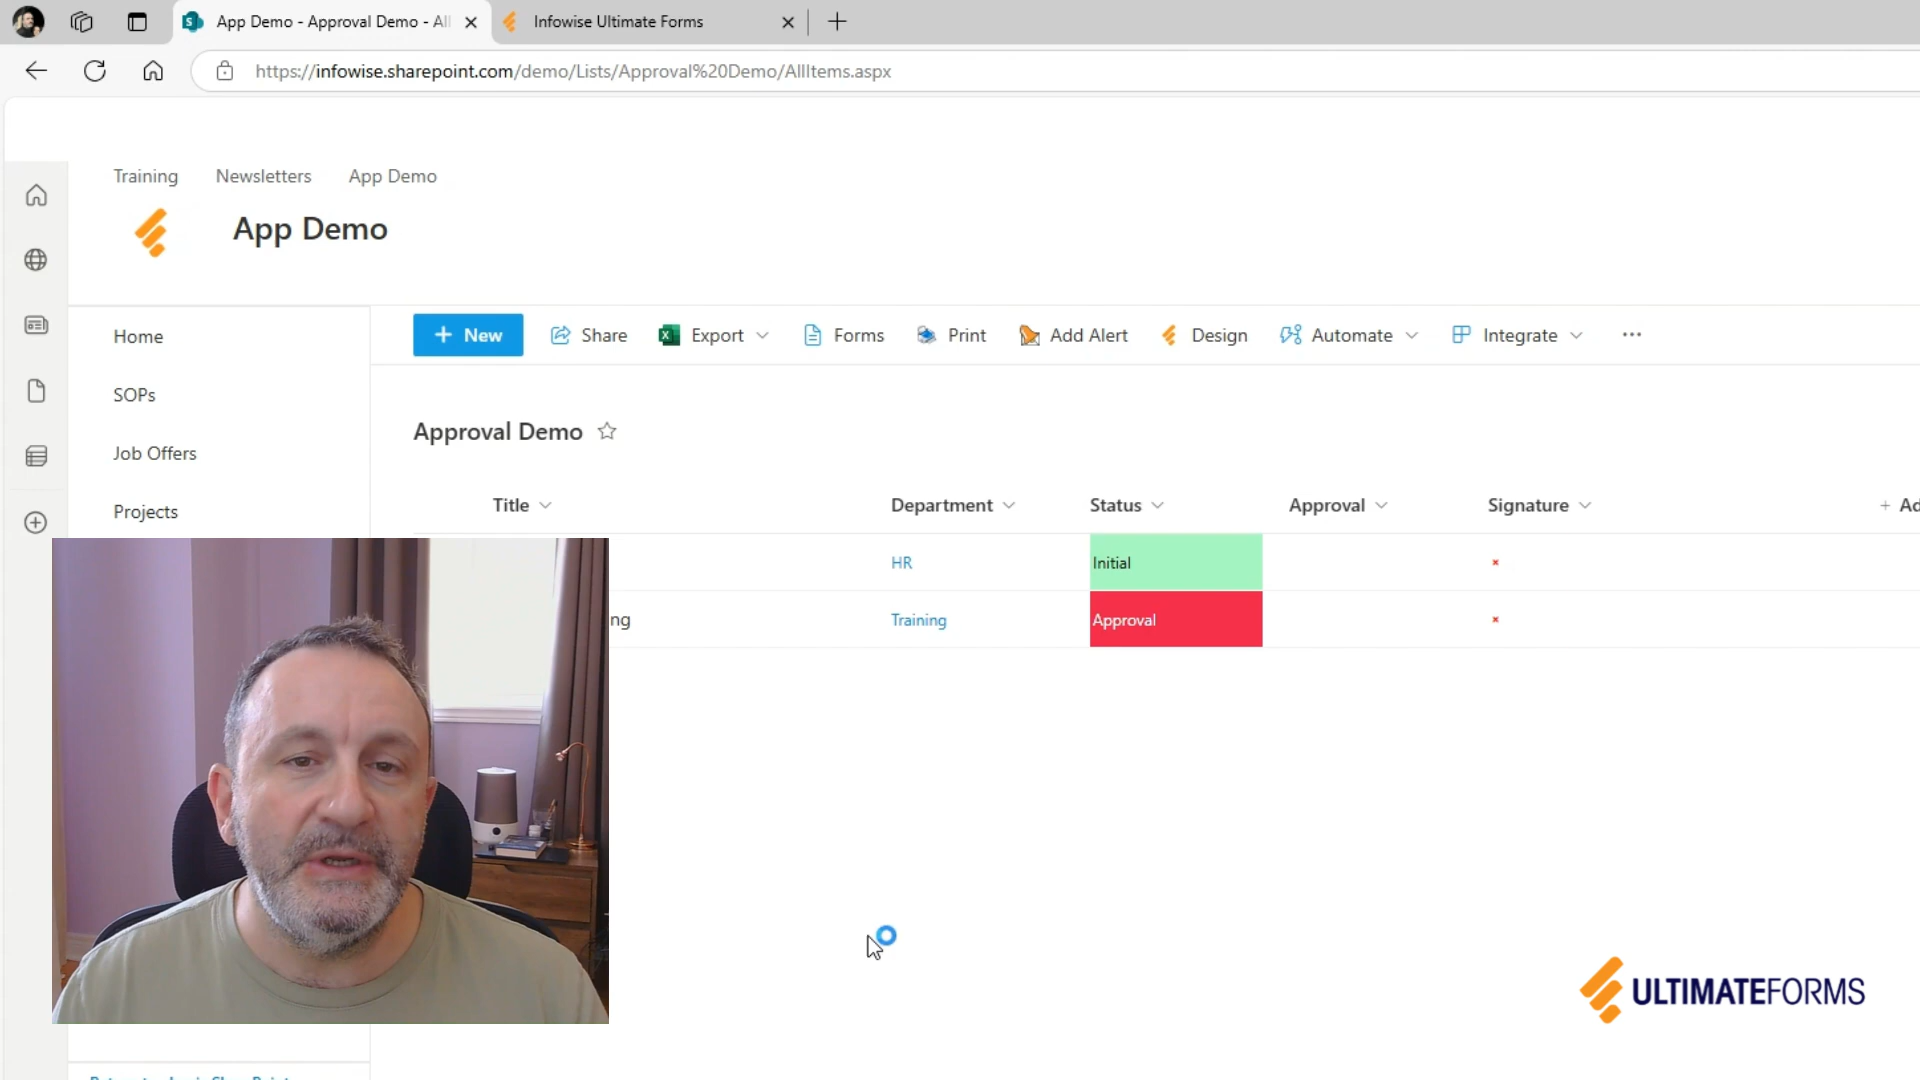 App Demo - Approval Demo - Al
Infowise Ultimate Forms
https://infowise.sharepoint.com/demo/Lists/Approval%20Demo/AllItems.aspx
Training Newsletters App Demo
App Demo
Home
SOPs
Job Offers
Projects
New Share Export Forms Print Add Alert Design Automate Integrate
Approval Demo
Title Department Status Approval Signature + Ad
HR Initial
ng Training Approval
ULTIMATEFORMS